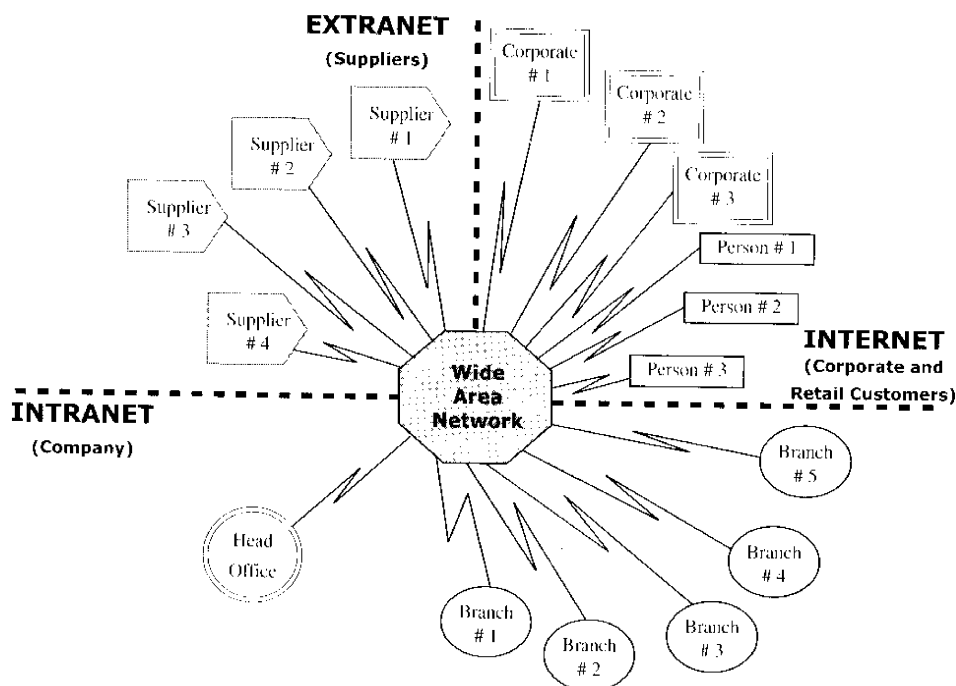 EXTRANET
(Suppliers)
Corporate
# 1
Corporate
# 2
Corporate
# 3
Supplier
# 1
Supplier
# 2
Supplier
# 3
Supplier
# 4
Person # 1
Person # 2
Person # 3
INTERNET
(Corporate and
Retail Customers)
Wide
Area
Network
INTRANET
(Company)
Head
Office
Branch
# 1
Branch
# 2
Branch
# 3
Branch
# 4
Branch
# 5